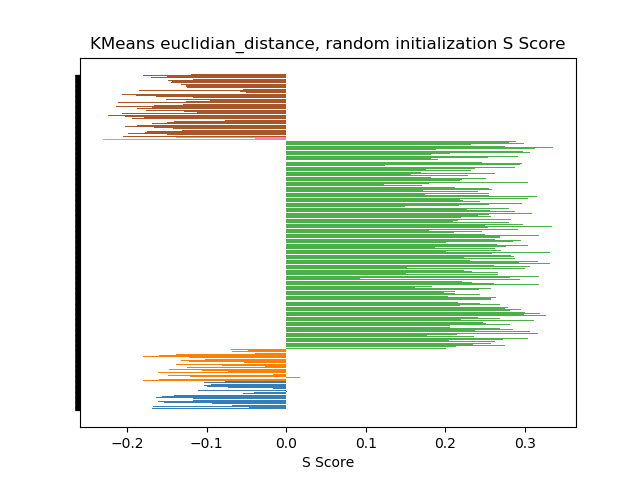 KMeans euclidian_distance, random initialization S Score
−0.2 −0.1 0.0 0.1 0.2 0.3
S Score